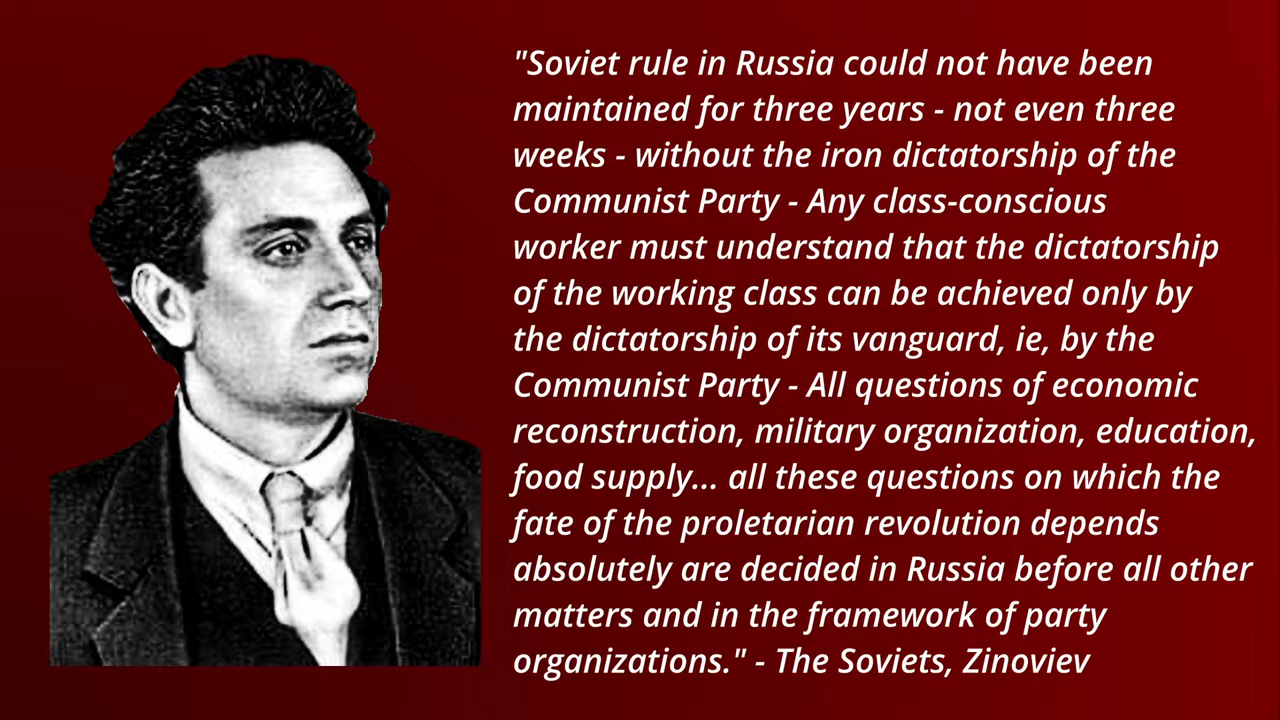 "Soviet rule in Russia could not have been
maintained for three years - not even three
weeks - without the iron dictatorship of the
Communist Party - Any class-conscious
worker must understand that the dictatorship
of the working class can be achieved only by
the dictatorship of its vanguard, ie, by the
Communist Party - All questions of economic
reconstruction, military organization, education,
food supply... all these questions on which the
fate of the proletarian revolution depends
absolutely are decided in Russia before all other
matters and in the framework of party
organizations." - The Soviets, Zinoviev